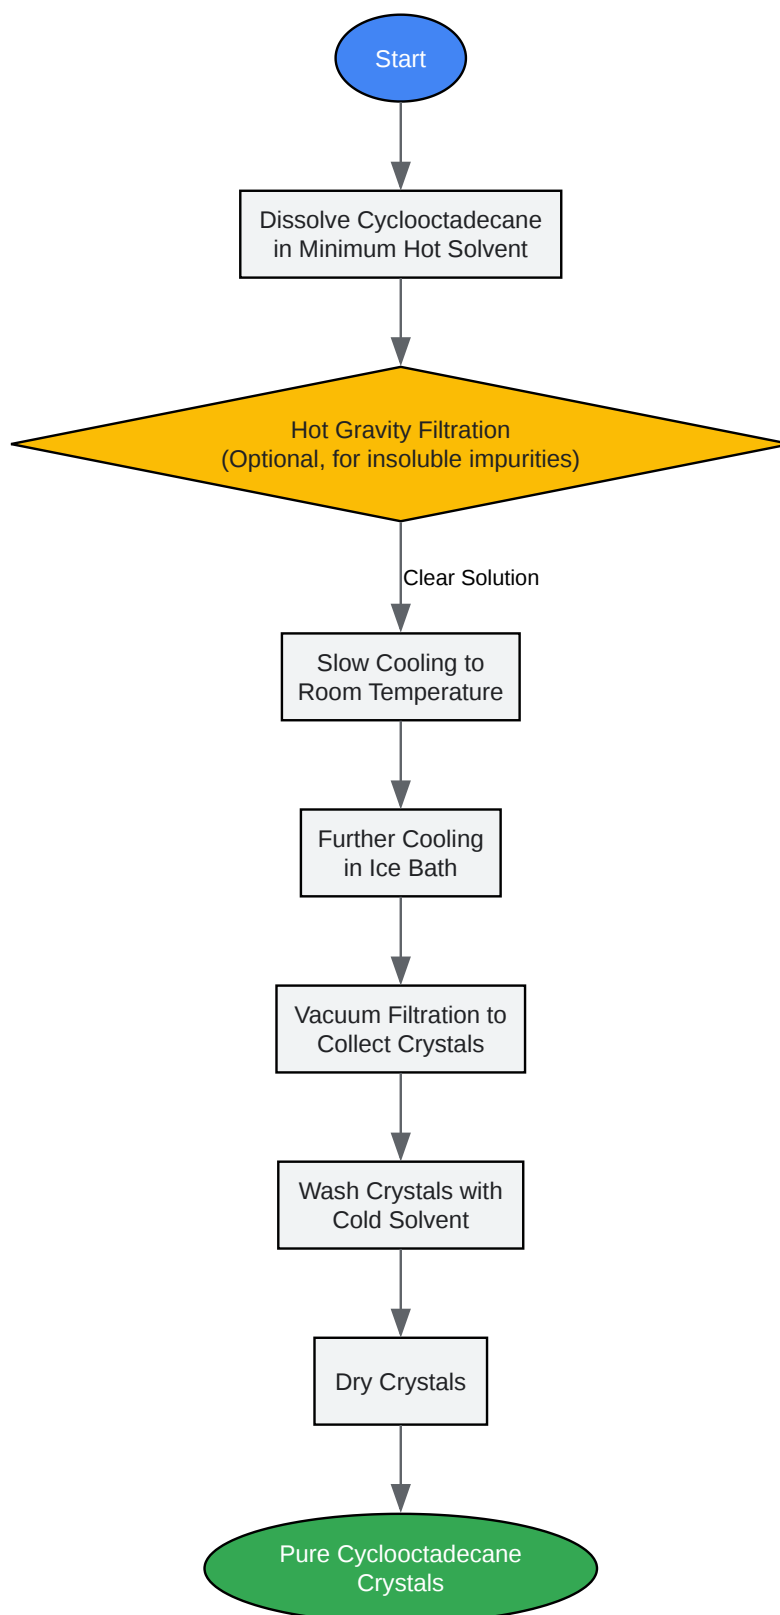 Start
Dissolve Cyclooctadecane
in Minimum Hot Solvent
Hot Gravity Filtration
(Optional, for insoluble impurities)
Clear Solution
Slow Cooling to
Room Temperature
Further Cooling
in Ice Bath
Vacuum Filtration to
Collect Crystals
Wash Crystals with
Cold Solvent
Dry Crystals
Pure Cyclooctadecane
Crystals